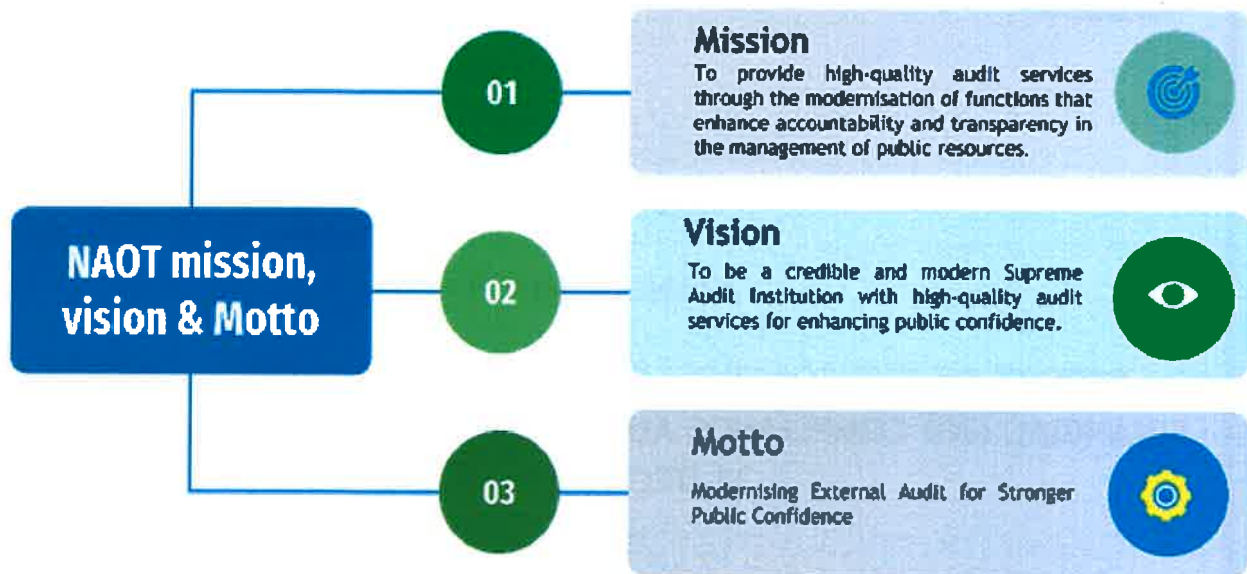 NAOT mission,
vision & Motto
01
Mission
To provide high-quality audit services
through the modernisation of functions that
enhance accountability and transparency in
the management of public resources.
02
Vision
To be a credible and modern Supreme
Audit Institution with high-quality audit
services for enhancing public confidence.
03
Motto
Modernising External Audit for Stronger
Public Confidence